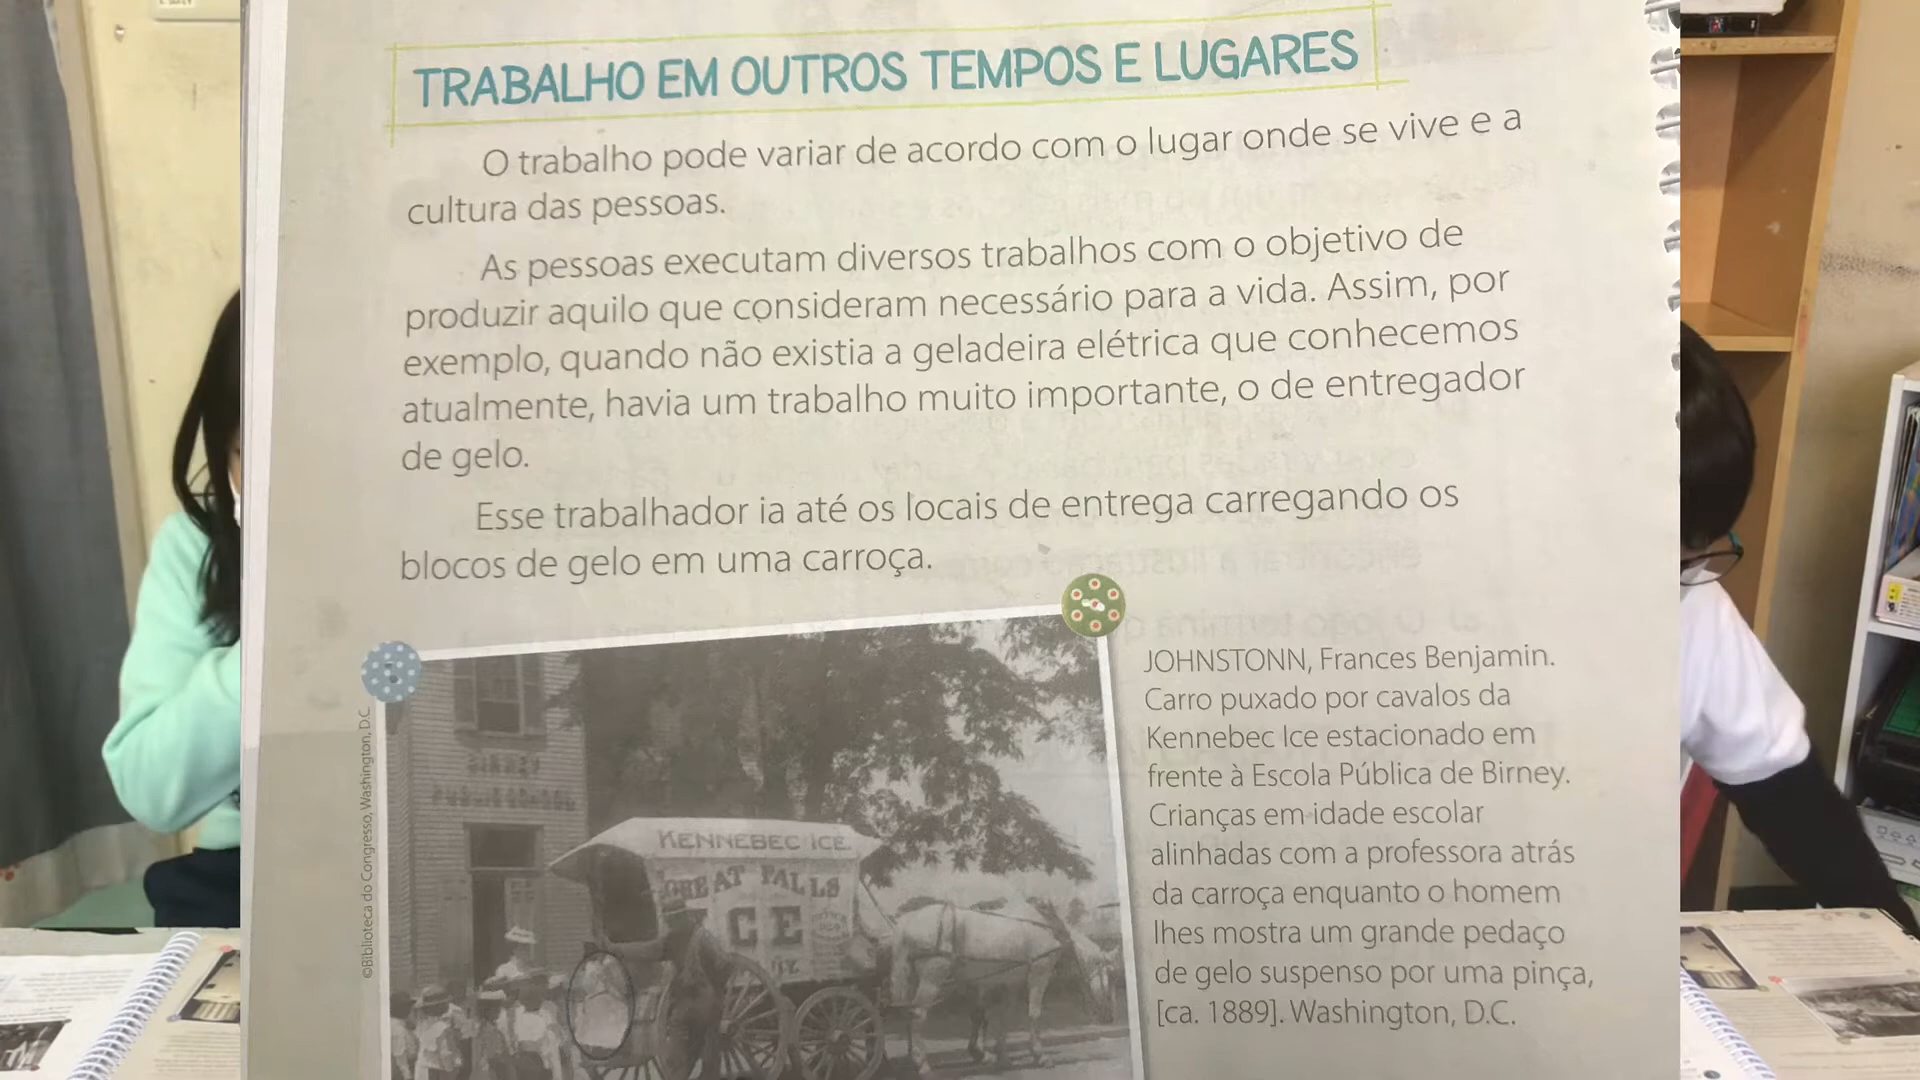 TRABALHO EM OUTROS TEMPOS E LUGARES
O trabalho pode variar de acordo com o lugar onde se vive e a
cultura das pessoas.
As pessoas executam diversos trabalhos com o objetivo de
produzir aquilo que consideram necessário para a vida. Assim, por
exemplo, quando não existia a geladeira elétrica que conhecemos
atualmente, havia um trabalho muito importante, o de entregador
de gelo.
Esse trabalhador ia até os locais de entrega carregando os
blocos de gelo em uma carroça.
©Biblioteca do Congresso, Washington, D.C.
BIRNEY
PUBLIC SCHOOL
KENNEBEC ICE
GREAT FALLS
ICE
JOHNSTONN, Frances Benjamin.
Carro puxado por cavalos da
Kennebec Ice estacionado em
frente à Escola Pública de Birney.
Crianças em idade escolar
alinhadas com a professora atrás
da carroça enquanto o homem
lhes mostra um grande pedaço
de gelo suspenso por uma pinça,
[ca. 1889]. Washington, D.C.